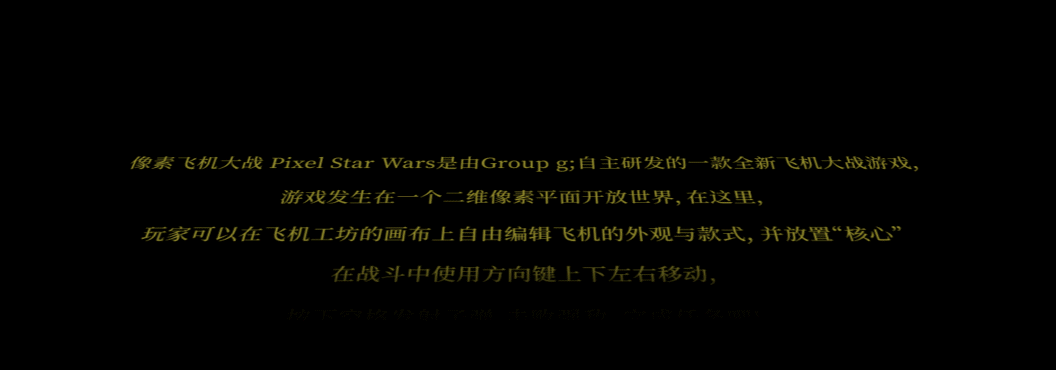 像素飞机大战 Pixel Star Wars是由Group g;自主研发的一款全新飞机大战游戏,
游戏发生在一个二维像素平面开放世界, 在这里,
玩家可以在飞机工坊的画布上自由编辑飞机的外观与款式, 并放置“核心”
在战斗中使用方向键上下左右移动,